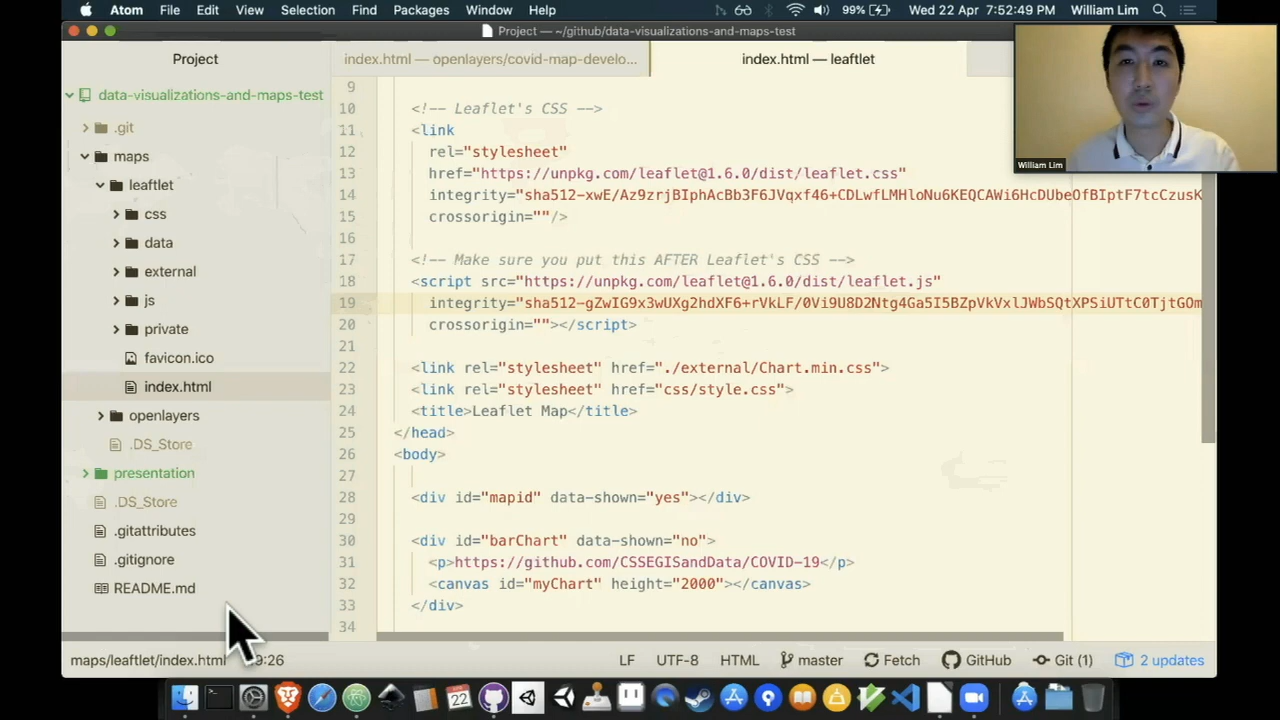 Atom File Edit View Selection Find Packages Window Help 99% Wed 22 Apr 7:52:49 PM William Lim
Project — ~/github/data-visualizations-and-maps-test
Project
index.html — openlayers/covid-map-develo...
index.html — leaftlet
data-visualizations-and-maps-test
.git
maps
leaftlet
css
data
external
js
private
favicon.ico
index.html
openlayers
.DS_Store
presentation
.DS_Store
.gitattributes
.gitignore
README.md
9
10 <!-- Leaflet's CSS -->
11 <link
12 rel="stylesheet"
13 href="https://unpkg.com/leaflet@1.6.0/dist/leaflet.css"
14 integrity="sha512-xwE/Az9zrjBIphAcBb3F6JVqxf46+CDLwfLMHloNu6KEQCAWi6HcDUbeOfBIptF7tcCzusK
15 crossorigin=""/>
16
17 <!-- Make sure you put this AFTER Leaflet's CSS -->
18 <script src="https://unpkg.com/leaflet@1.6.0/dist/leaflet.js"
19 integrity="sha512-gZwIG9x3wUXg2hdXF6+rVkLF/0Vi9U8D2Ntg4Ga5I5BZpVkVxlJWbSQtXPSiUTtC0TjtGOm
20 crossorigin=""></script>
21
22 <link rel="stylesheet" href="./external/Chart.min.css">
23 <link rel="stylesheet" href="css/style.css">
24 <title>Leaflet Map</title>
25 </head>
26 <body>
27
28 <div id="mapid" data-shown="yes"></div>
29
30 <div id="barChart" data-shown="no">
31 <p>https://github.com/CSSEGISandData/COVID-19</p>
32 <canvas id="myChart" height="2000"></canvas>
33 </div>
34
William Lim
maps/leaftlet/index.html 9:26 LF UTF-8 HTML master Fetch GitHub Git (1) 2 updates
22